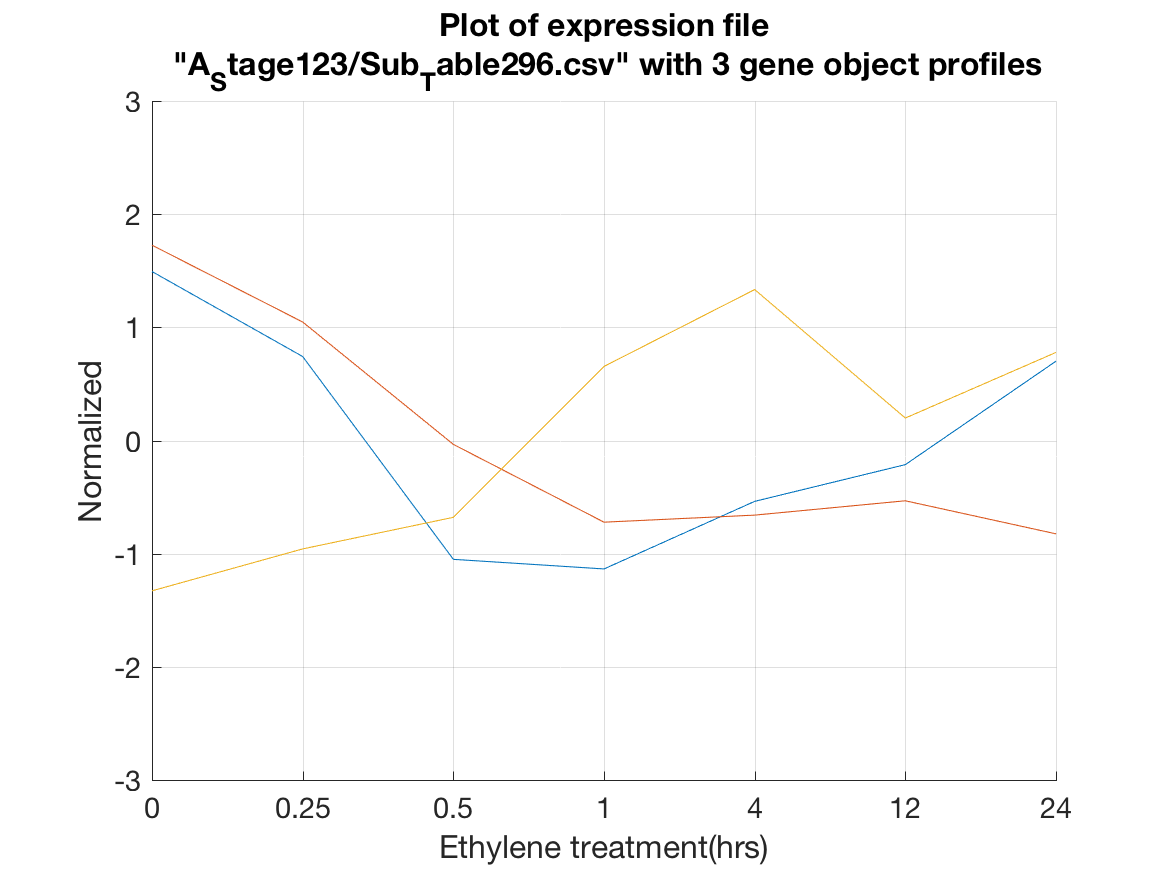 Plot of expression file
"A_Stage123/Sub_Table296.csv" with 3 gene object profiles
3
2
1
0
-1
-2
-3
Normalized
0 0.25 0.5 1 4 12 24
Ethylene treatment(hrs)